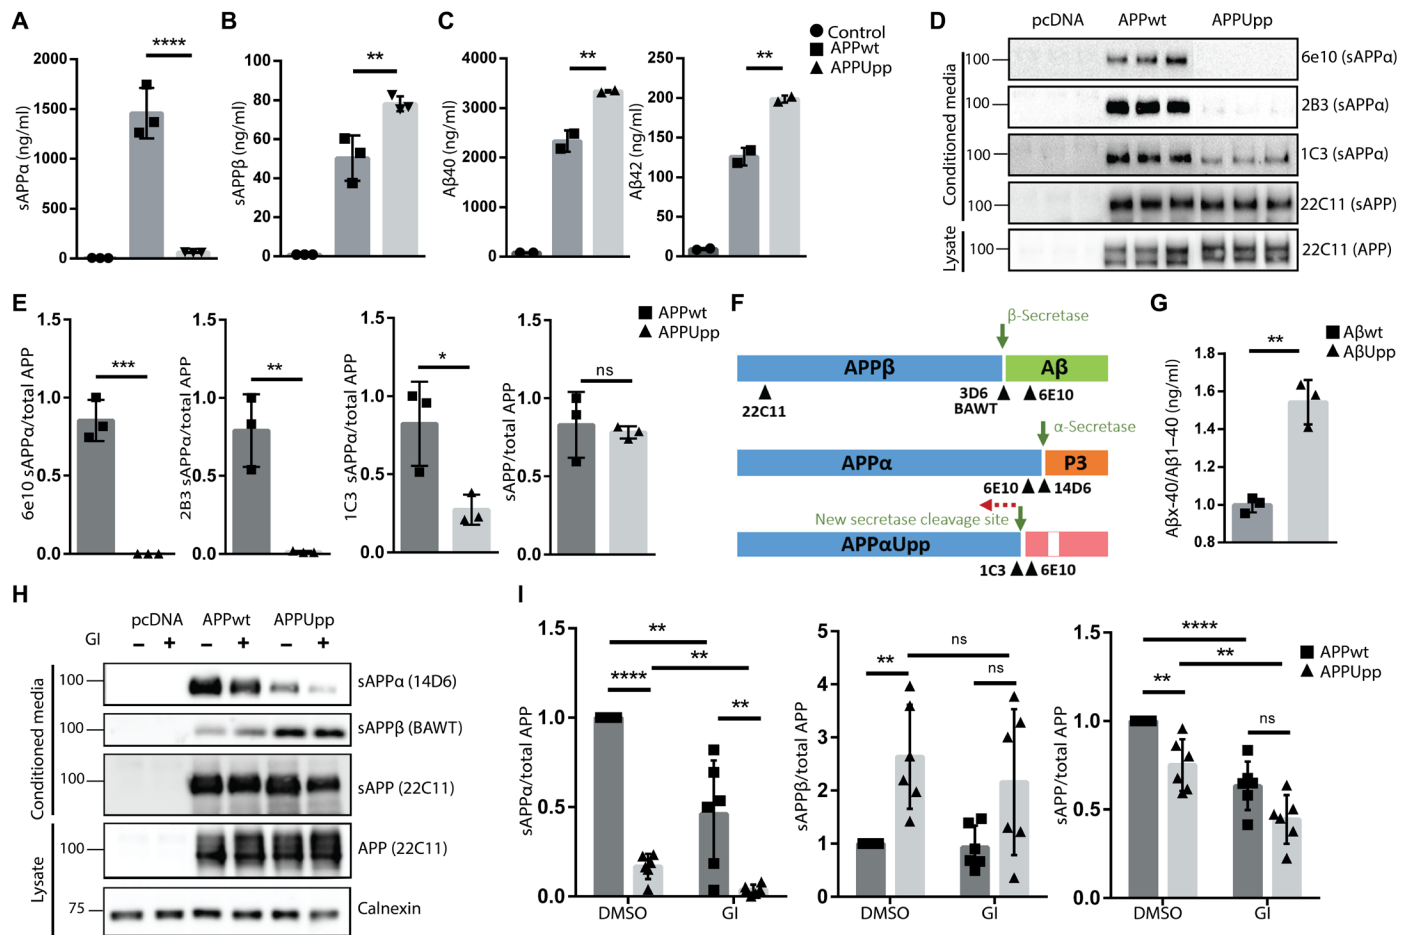 A
sAPPα (ng/ml)
2000
1500
1000
500
0
****
B
sAPPβ (ng/ml)
100
80
60
40
20
0
**
C
Aβ40 (ng/ml)
4000
3000
2000
1000
0
**
Aβ42 (ng/ml)
250
200
150
100
50
0
**
Control
APPwt
APPUpp
D
pcDNA APPwt APPUpp
Conditioned media
Lysate
100 6e10 (sAPPα)
100 2B3 (sAPPα)
100 1C3 (sAPPα)
100 22C11 (sAPP)
100 22C11 (APP)
E
6e10 sAPPα/total APP
1.5
1.0
0.5
0.0
***
2B3 sAPPα/total APP
1.5
1.0
0.5
0.0
**
1C3 sAPPα/total APP
1.5
1.0
0.5
0.0
*
sAPP/total APP
1.5
1.0
0.5
0.0
ns
APPwt
APPUpp
F
β-Secretase
APPβ Aβ
22C11
3D6
BAWT
6E10
α-Secretase
APPα P3
6E10 14D6
New secretase cleavage site
APPαUpp
1C3 6E10
G
Aβx-40/Aβ1–40 (ng/ml)
1.8
1.6
1.4
1.2
1.0
0.8
**
Aβwt
AβUpp
H
pcDNA APPwt APPUpp
GI – + – + – +
Conditioned media
Lysate
100 sAPPα (14D6)
100 sAPPβ (BAWT)
100 sAPP (22C11)
100 APP (22C11)
75 Calnexin
I
sAPPα/total APP
1.5
1.0
0.5
0.0
**
**
****
**
DMSO GI
sAPPβ/total APP
5
4
3
2
1
0
ns
**
ns
DMSO GI
sAPP/total APP
1.5
1.0
0.5
0.0
****
**
**
ns
DMSO GI
APPwt
APPUpp